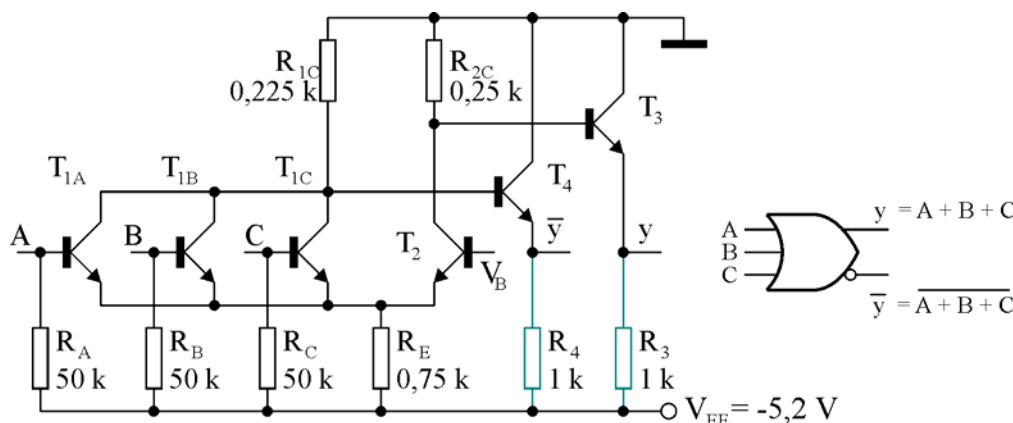 R1C
0,225 k
R2C
0,25 k
T3
T1A
T1B
T1C
T4
A
B
C
T2
VB
y̅
y
RA
50 k
RB
50 k
RC
50 k
RE
0,75 k
R4
1 k
R3
1 k
VEE = -5,2 V
A
B
C
y = A + B + C
y̅ = A̅ ̅+̅ ̅B̅ ̅+̅ ̅C̅